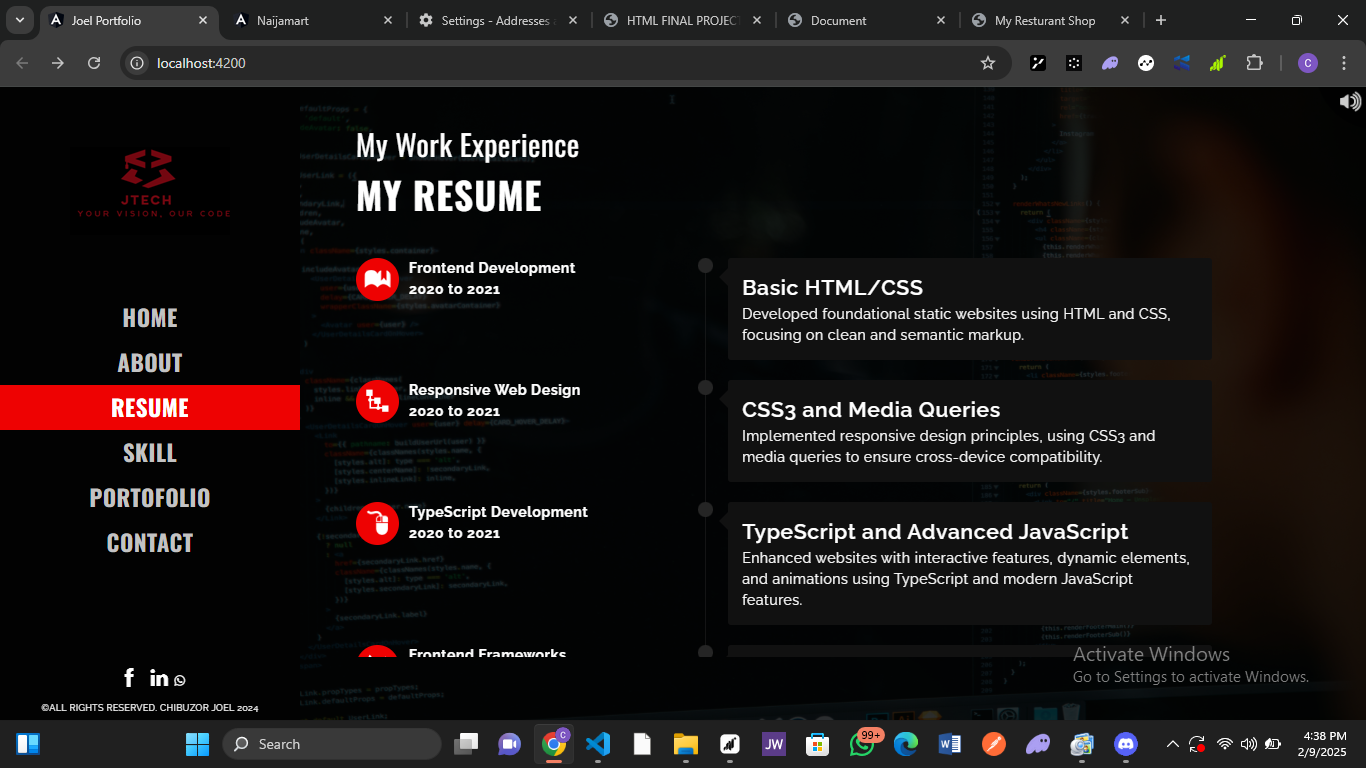 Joel Portfolio
Naijamart
Settings - Addresses
HTML FINAL PROJECT
Document
My Resturant Shop
localhost:4200
C
JTECH
YOUR VISION, OUR CODE
HOME
ABOUT
RESUME
SKILL
PORTOFOLIO
CONTACT
©ALL RIGHTS RESERVED. CHIBUZOR JOEL 2024
My Work Experience
MY RESUME
Frontend Development
2020 to 2021
Basic HTML/CSS
Developed foundational static websites using HTML and CSS,
focusing on clean and semantic markup.
Responsive Web Design
2020 to 2021
CSS3 and Media Queries
Implemented responsive design principles, using CSS3 and
media queries to ensure cross-device compatibility.
TypeScript Development
2020 to 2021
TypeScript and Advanced JavaScript
Enhanced websites with interactive features, dynamic elements,
and animations using TypeScript and modern JavaScript
features.
Frontend Frameworks
Activate Windows
Go to Settings to activate Windows.
Search
C
JW
99+
4:38 PM
2/9/2025